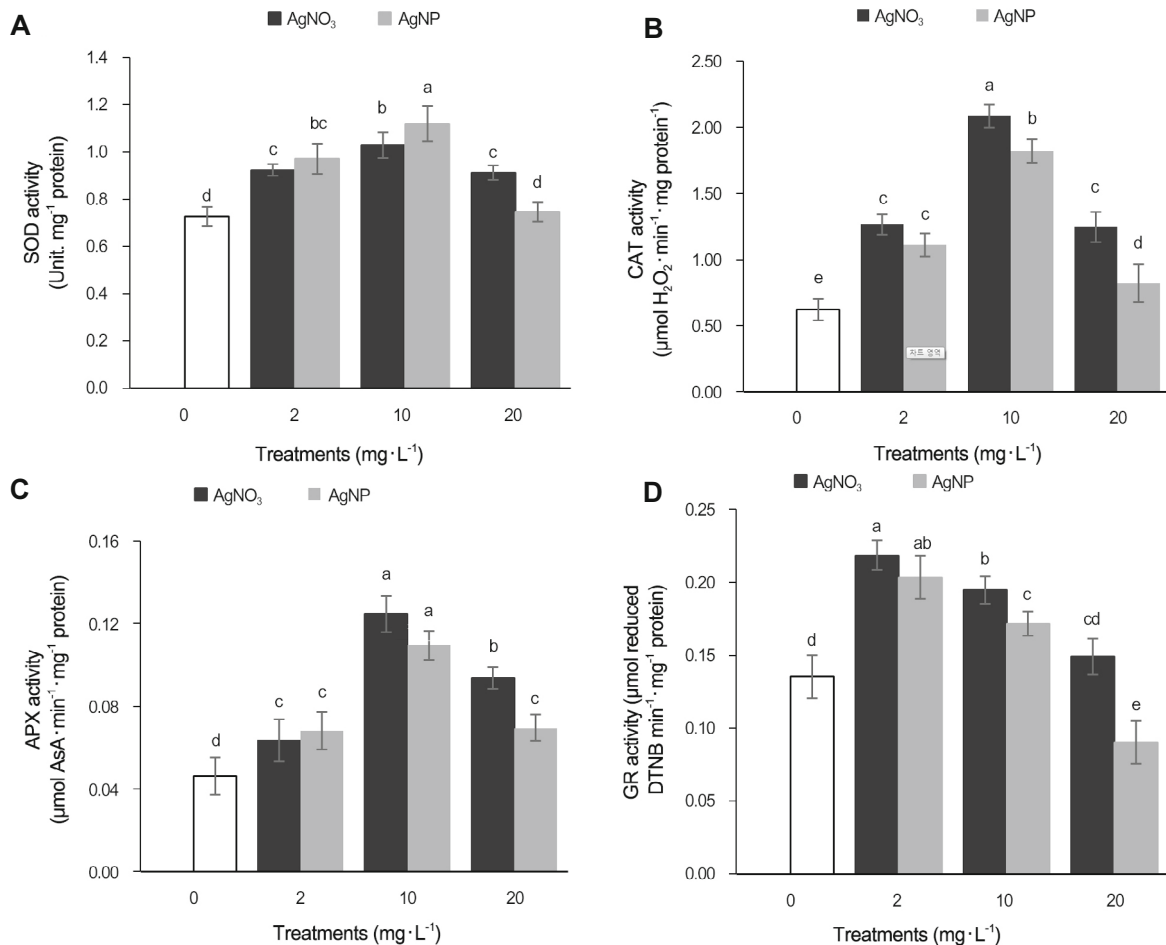 A
AgNO₃ AgNP
SOD activity
(Unit. mg⁻¹ protein)
1.4
1.2
1.0
0.8
0.6
0.4
0.2
0.0
d
c
bc
b
a
c
d
0 2 10 20
Treatments (mg·L⁻¹)
B
AgNO₃ AgNP
CAT activity
(μmol H₂O₂·min⁻¹·mg protein⁻¹)
2.50
2.00
1.50
1.00
0.50
0.00
e
c
c
a
b
c
d
차트 영역
0 2 10 20
Treatments (mg·L⁻¹)
C
AgNO₃ AgNP
APX activity
(μmol AsA·min⁻¹·mg⁻¹ protein)
0.16
0.12
0.08
0.04
0.00
d
c
c
a
a
b
c
0 2 10 20
Treatments (mg·L⁻¹)
D
AgNO₃ AgNP
GR activity (μmol reduced
DTNB min⁻¹·mg⁻¹ protein)
0.25
0.20
0.15
0.10
0.05
0.00
d
a
ab
b
c
cd
e
0 2 10 20
Treatments (mg·L⁻¹)